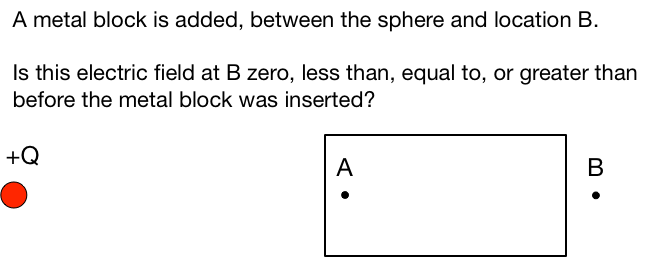 A metal block is added, between the sphere and location B.
Is this electric field at B zero, less than, equal to, or greater than
before the metal block was inserted?
+Q
A
B